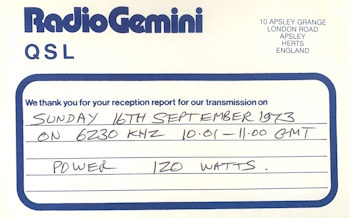 RadioGemini
QSL
10 APSLEY GRANGE
LONDON ROAD
APSLEY
HERTS
ENGLAND
We thank you for your reception report for our transmission on
SUNDAY 16TH SEPTEMBER 1973
ON 6230 KHZ 10.01-11.00 GMT
POWER 120 WATTS.